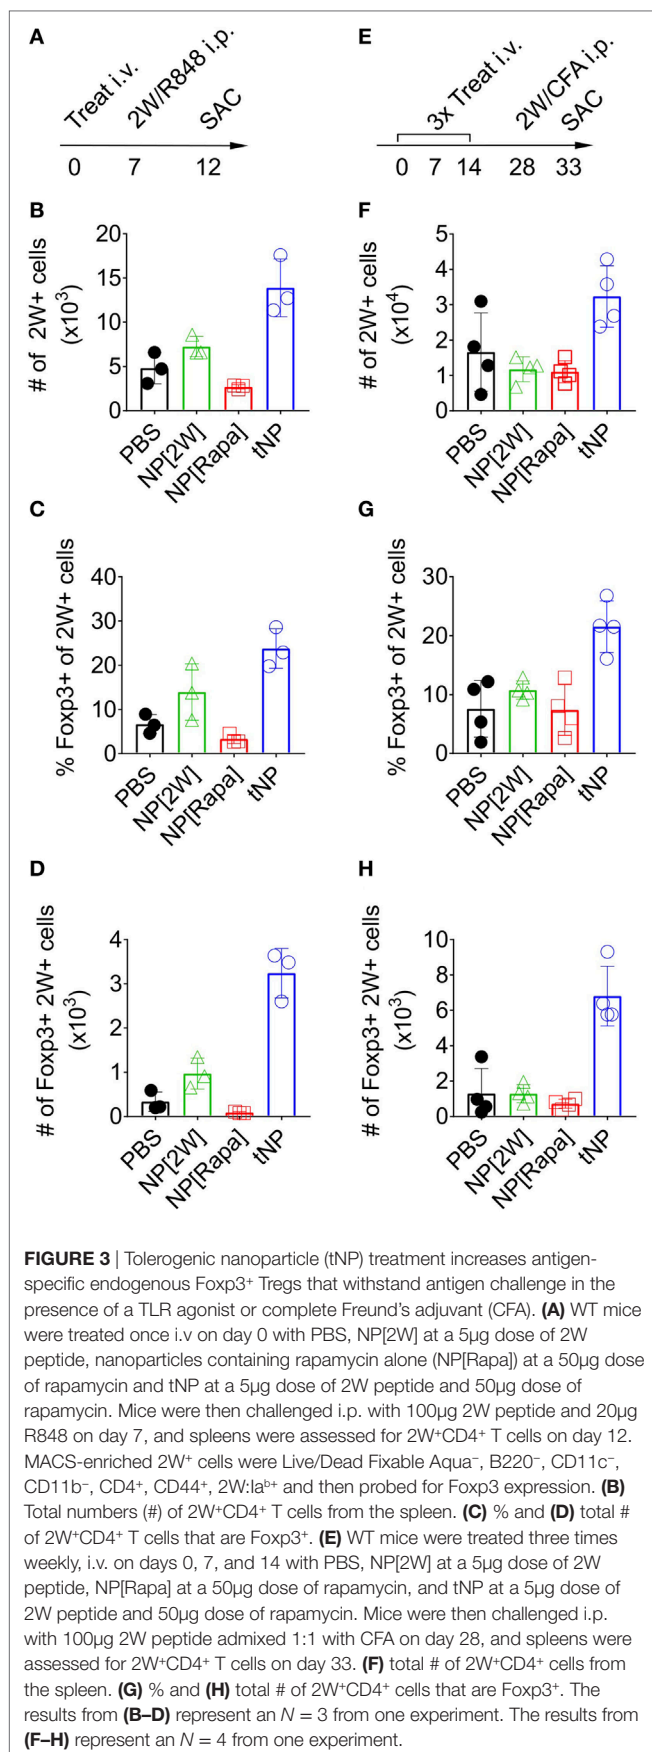 A
Treat i.v.
2W/R848 i.p.
SAC
0 7 12
E
3x Treat i.v.
2W/CFA i.p.
SAC
0 7 14 28 33
B
# of 2W+ cells
(x10³)
20
15
10
5
0
PBS
NP[2W]
NP[Rapa]
tNP
F
# of 2W+ cells
(x10⁴)
5
4
3
2
1
0
PBS
NP[2W]
NP[Rapa]
tNP
C
% Foxp3+ of 2W+ cells
40
30
20
10
0
PBS
NP[2W]
NP[Rapa]
tNP
G
% Foxp3+ of 2W+ cells
30
20
10
0
PBS
NP[2W]
NP[Rapa]
tNP
D
# of Foxp3+ 2W+ cells
(x10³)
4
3
2
1
0
PBS
NP[2W]
NP[Rapa]
tNP
H
# of Foxp3+ 2W+ cells
(x10³)
10
8
6
4
2
0
PBS
NP[2W]
NP[Rapa]
tNP
FIGURE 3 | Tolerogenic nanoparticle (tNP) treatment increases antigen-
specific endogenous Foxp3⁺ Tregs that withstand antigen challenge in the
presence of a TLR agonist or complete Freund's adjuvant (CFA). (A) WT mice
were treated once i.v on day 0 with PBS, NP[2W] at a 5µg dose of 2W
peptide, nanoparticles containing rapamycin alone (NP[Rapa]) at a 50µg dose
of rapamycin and tNP at a 5µg dose of 2W peptide and 50µg dose of
rapamycin. Mice were then challenged i.p. with 100µg 2W peptide and 20µg
R848 on day 7, and spleens were assessed for 2W⁺CD4⁺ T cells on day 12.
MACS-enriched 2W⁺ cells were Live/Dead Fixable Aqua⁻, B220⁻, CD11c⁻,
CD11b⁻, CD4⁺, CD44⁺, 2W:Iaᵇ⁺ and then probed for Foxp3 expression. (B)
Total numbers (#) of 2W⁺CD4⁺ T cells from the spleen. (C) % and (D) total #
of 2W⁺CD4⁺ T cells that are Foxp3⁺. (E) WT mice were treated three times
weekly, i.v. on days 0, 7, and 14 with PBS, NP[2W] at a 5µg dose of 2W
peptide, NP[Rapa] at a 50µg dose of rapamycin, and tNP at a 5µg dose of
2W peptide and 50µg dose of rapamycin. Mice were then challenged i.p.
with 100µg 2W peptide admixed 1:1 with CFA on day 28, and spleens were
assessed for 2W⁺CD4⁺ T cells on day 33. (F) total # of 2W⁺CD4⁺ cells from
the spleen. (G) % and (H) total # of 2W⁺CD4⁺ cells that are Foxp3⁺. The
results from (B–D) represent an N = 3 from one experiment. The results from
(F–H) represent an N = 4 from one experiment.